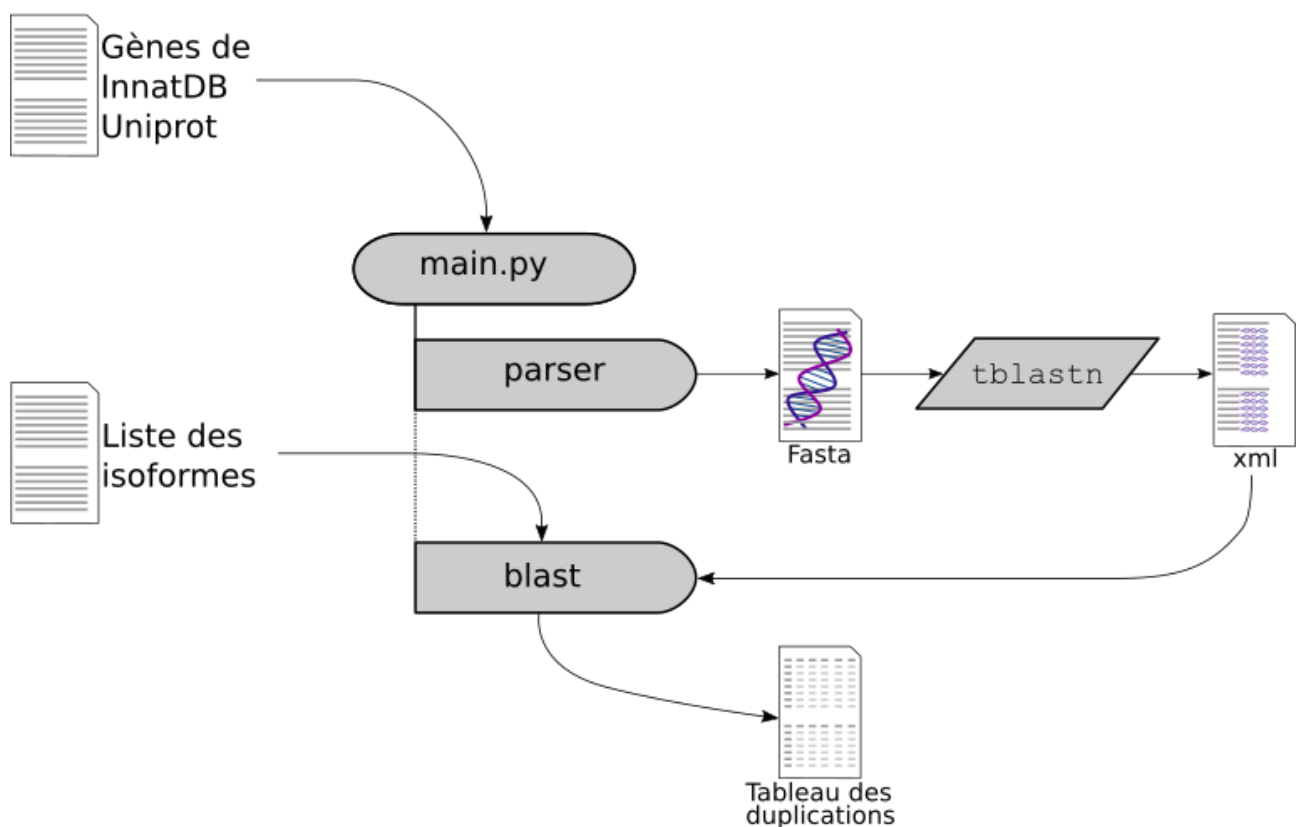 Gènes de
InnatDB
Uniprot
main.py
parser
Fasta
tblastn
xml
Liste des
isoformes
blast
Tableau des
duplications